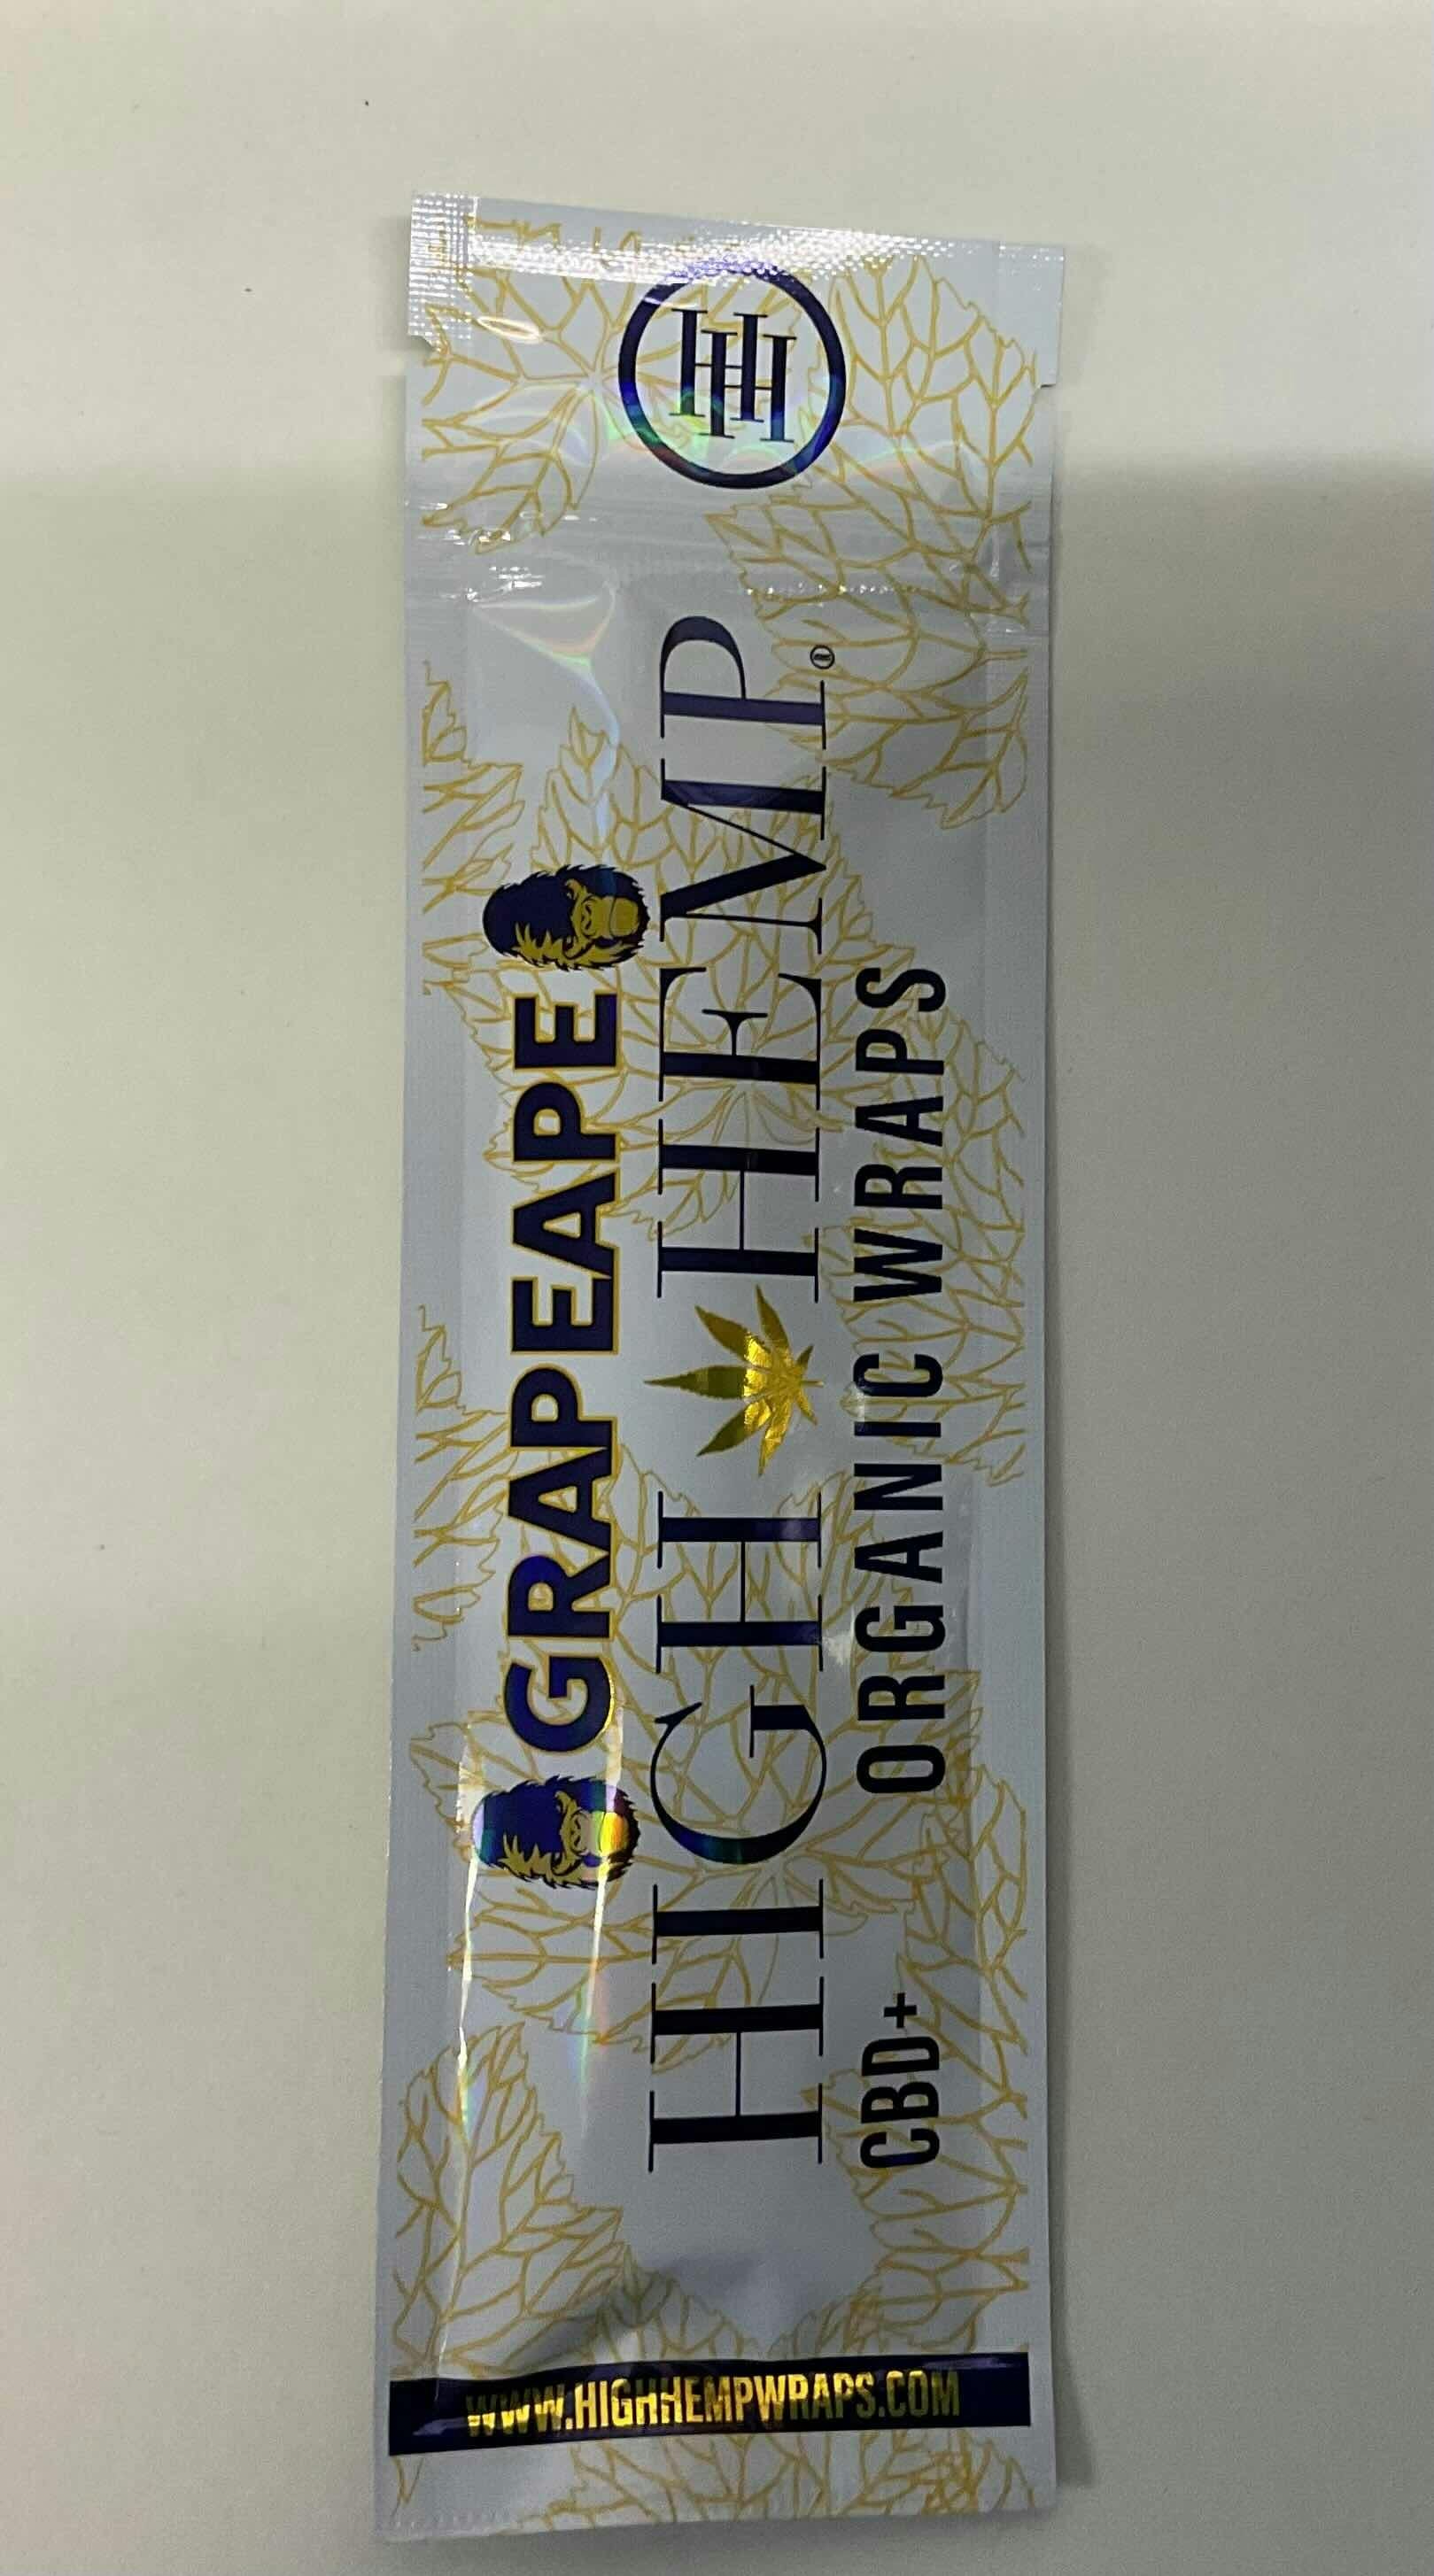 GRAPEAPE
HIGH HEMP®
CBD+ ORGANIC WRAPS
HH
WWW.HIGHHEMPWRAPS.COM